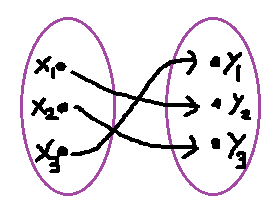 X₁ Y₁
X₂ Y₂
X₃ Y₃